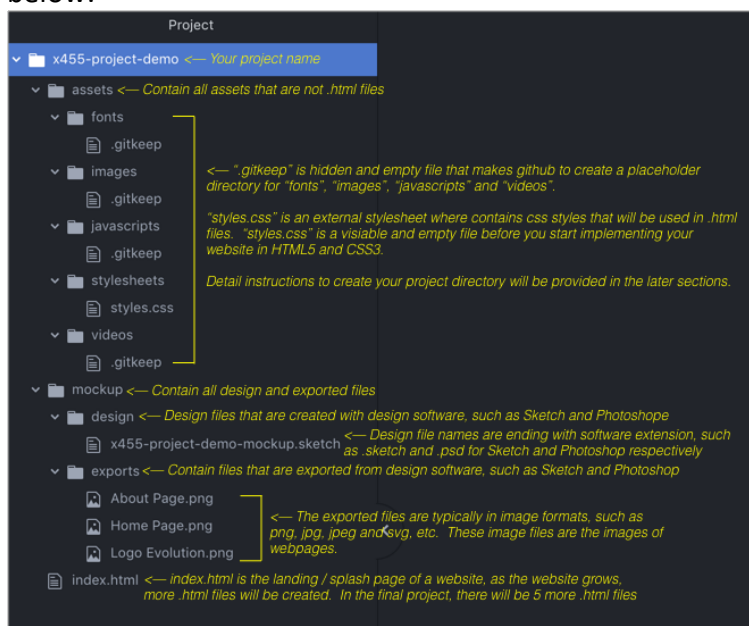 below:
Project
x455-project-demo <— Your project name
assets <— Contain all assets that are not .html files
fonts
.gitkeep
images
<— ".gitkeep" is hidden and empty file that makes github to create a placeholder
directory for "fonts", "images", "javascripts" and "videos".
.gitkeep
javascripts
"styles.css" is an external stylesheet where contains css styles that will be used in .html
files. "styles.css" is a visiable and empty file before you start implementing your
website in HTML5 and CSS3.
.gitkeep
stylesheets
Detail instructions to create your project directory will be provided in the later sections.
styles.css
videos
.gitkeep
mockup <— Contain all design and exported files
design <— Design files that are created with design software, such as Sketch and Photoshope
x455-project-demo-mockup.sketch <— Design file names are ending with software extension, such
as .sketch and .psd for Sketch and Photoshop respectively
exports <— Contain files that are exported from design software, such as Sketch and Photoshop
About Page.png
Home Page.png
Logo Evolution.png
<— The exported files are typically in image formats, such as
png, jpg, jpeg and svg, etc. These image files are the images of
webpages.
index.html <— index.html is the landing / splash page of a website, as the website grows,
more .html files will be created. In the final project, there will be 5 more .html files